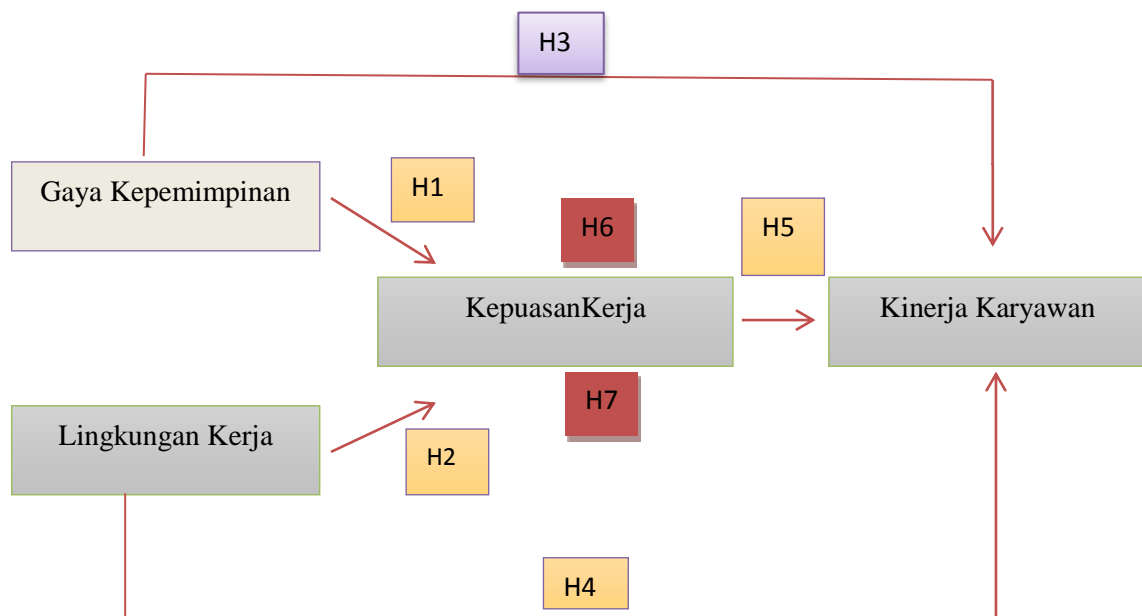 H3
Gaya Kepemimpinan
H1
H6
H5
KepuasanKerja
Kinerja Karyawan
H7
Lingkungan Kerja
H2
H4